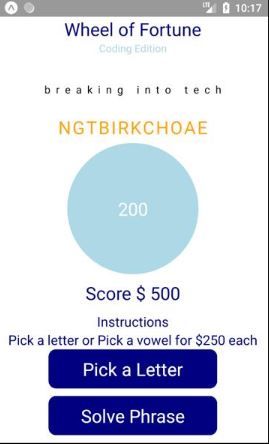 LTE 10:17
Wheel of Fortune
Coding Edition
breaking into tech
NGTBIRKCHOAE
200
Score $ 500
Instructions
Pick a letter or Pick a vowel for $250 each
Pick a Letter
Solve Phrase